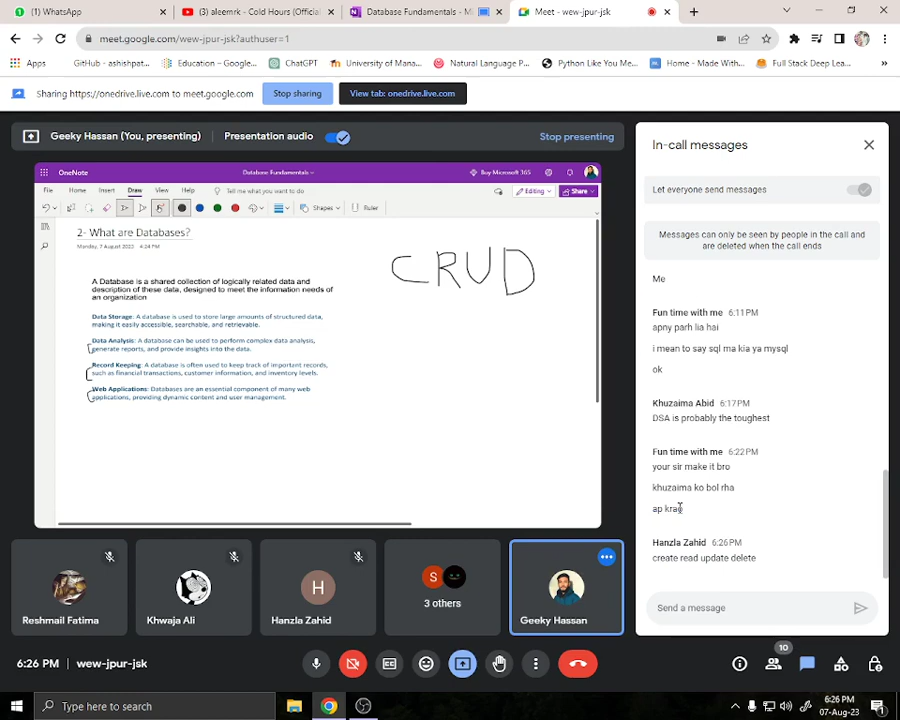 (1) WhatsApp
(3) aleemrk - Cold Hours (Official
Database Fundamentals - Mi
Meet - wew-jpur-jsk
meet.google.com/wew-jpur-jsk?authuser=1
Apps
GitHub - ashishpat...
Education – Google...
ChatGPT
University of Mana...
Natural Language P...
Python Like You Me...
Home - Made With...
Full Stack Deep Lea...
Sharing https://onedrive.live.com to meet.google.com
Stop sharing
View tab: onedrive.live.com
Geeky Hassan (You, presenting)
Presentation audio
Stop presenting
OneNote
Database Fundamentals
Buy Microsoft 365
File
Home
Insert
Draw
View
Help
Tell me what you want to do
Editing
Share
Shapes
Ruler
2- What are Databases?
Monday, 7 August 2023 4:24 PM
CRUD
A Database is a shared collection of logically related data and
description of these data, designed to meet the information needs of
an organization
Data Storage: A database is used to store large amounts of structured data,
making it easily accessible, searchable, and retrievable.
Data Analysis: A database can be used to perform complex data analysis,
generate reports, and provide insights into the data.
Record Keeping: A database is often used to keep track of important records,
such as financial transactions, customer information, and inventory levels.
Web Applications: Databases are an essential component of many web
applications, providing dynamic content and user management.
Reshmail Fatima
Khwaja Ali
H
Hanzla Zahid
S
3 others
Geeky Hassan
In-call messages
Let everyone send messages
Messages can only be seen by people in the call and
are deleted when the call ends
Me
Fun time with me 6:11 PM
apny parh lia hai
i mean to say sql ma kia ya mysql
ok
Khuzaima Abid 6:17 PM
DSA is probably the toughest
Fun time with me 6:22 PM
your sir make it bro
khuzaima ko bol rha
ap krao
Hanzla Zahid 6:26 PM
create read update delete
Send a message
6:26 PM
wew-jpur-jsk
10
Type here to search
6:26 PM
07-Aug-23
1